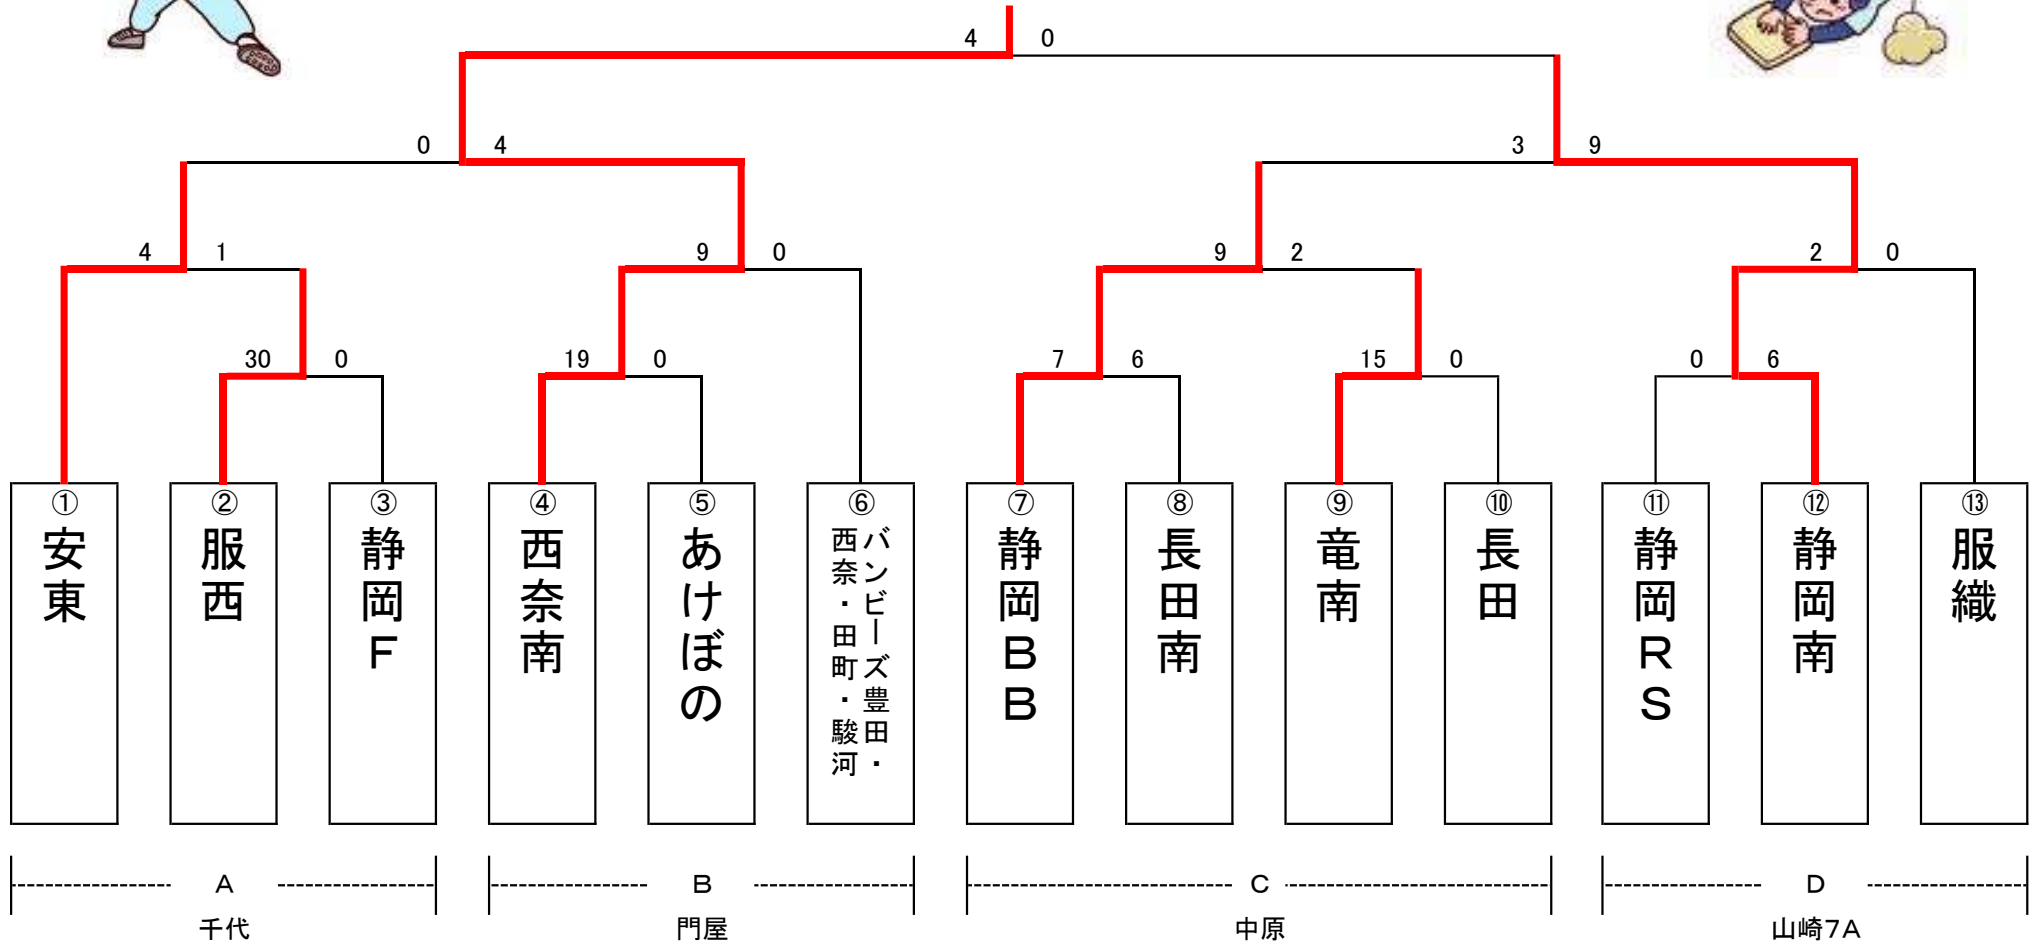 4 0
0 4 3 9
4 1 9 0 9 2 2 0
30 0 19 0 7 6 15 0 0 6
① ② ③ ④ ⑤ ⑥ ⑦ ⑧ ⑨ ⑩ ⑪ ⑫ ⑬
安東
服西
静岡F
西奈南
あけぼの
バンビーズ豊田・
西奈・田町・駿河
静岡BB
長田南
竜南
長田
静岡RS
静岡南
服織
A B C D
千代 門屋 中原 山崎7A